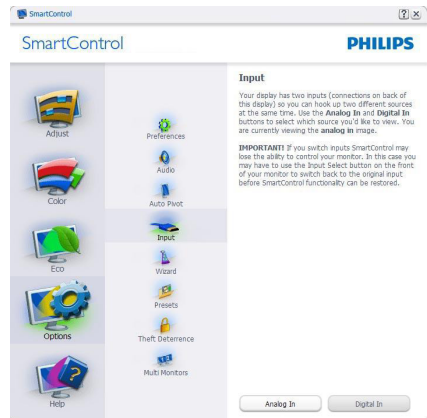 SmartControl
SmartControl
PHILIPS
Adjust
Color
Eco
Options
Help
Preferences
Audio
Auto Pivot
Input
Wizard
Presets
Theft Deterrence
Multi Monitors
Input
Your display has two inputs (connections on back of
this display) so you can hook up two different sources
at the same time. Use the Analog In and Digital In
buttons to select which source you'd like to view. You
are currently viewing the analog in image.
IMPORTANT! If you switch inputs SmartControl may
lose the ability to control your monitor. In this case you
may have to use the Input Select button on the front
of your monitor to switch back to the original input
before SmartControl functionality can be restored.
Analog In
Digital In